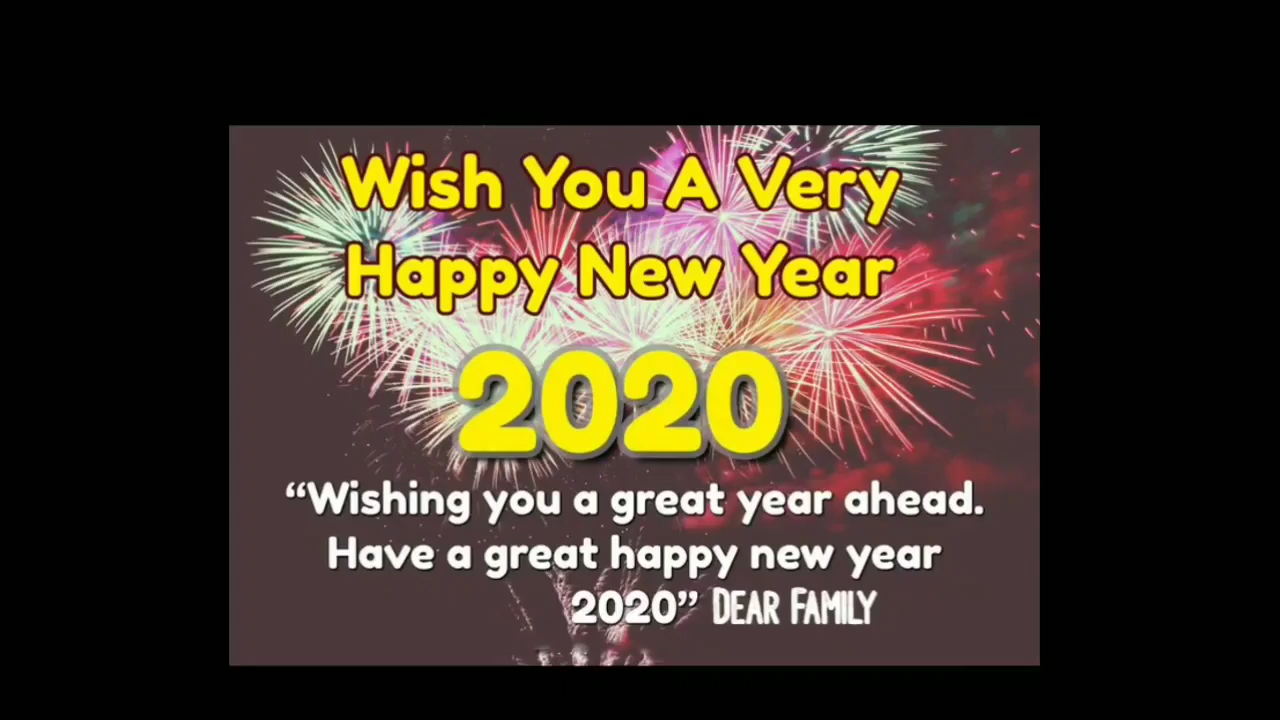 Wish You A Very
Happy New Year
2020
“Wishing you a great year ahead.
Have a great happy new year
2020” DEAR FAMILY